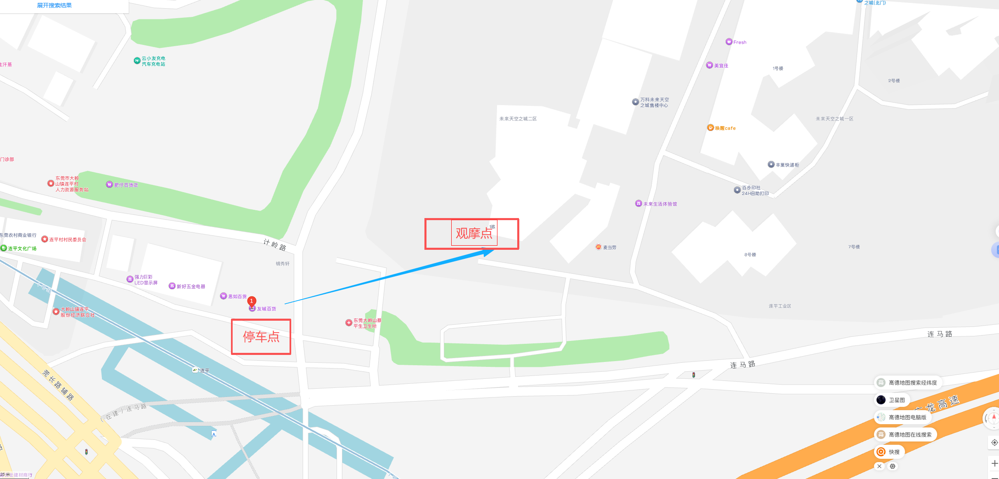 展开搜索结果
之城(北门)
Fresh
云小友充电
汽车充电站
美宜佳
1号楼
2号楼
万科未来天空
之城售楼中心
未来天空之城二区
未来天空之城一区
唤醒cafe
门诊部
丰巢快递柜
东莞市大岭
山镇连平村
人力资源服务站
肥仔百货店
百步印社
24H自助打印
未来生活体验馆
1栋
观摩点
东莞农村商业银行
连平村村民委员会
连平文化广场
计岭路
麦当劳
7号楼
8号楼
锦秀轩
强力巨彩
LED显示屏
新好五金电器
思如百货
1
友城百货
连平工业区
大岭山镇连平
股份经济联合社
东莞大岭山蔡
平生卫生所
停车点
连马路
连马路
连平
莞长路辅路
(在建)连马路
高德地图搜索经纬度
卫星图
龙高速
高德地图电脑版
高德地图在线搜索
快搜
金建材商行
25米